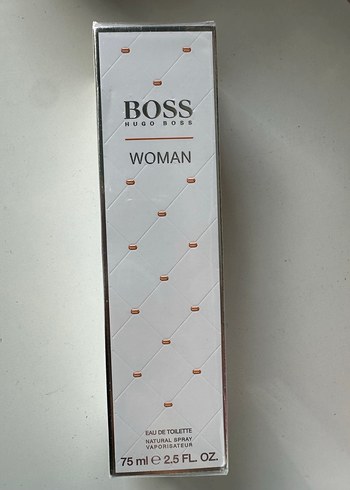 BOSS
HUGO BOSS
WOMAN
EAU DE TOILETTE
NATURAL SPRAY
VAPORISATEUR
75 ml ℮ 2.5 FL. OZ.